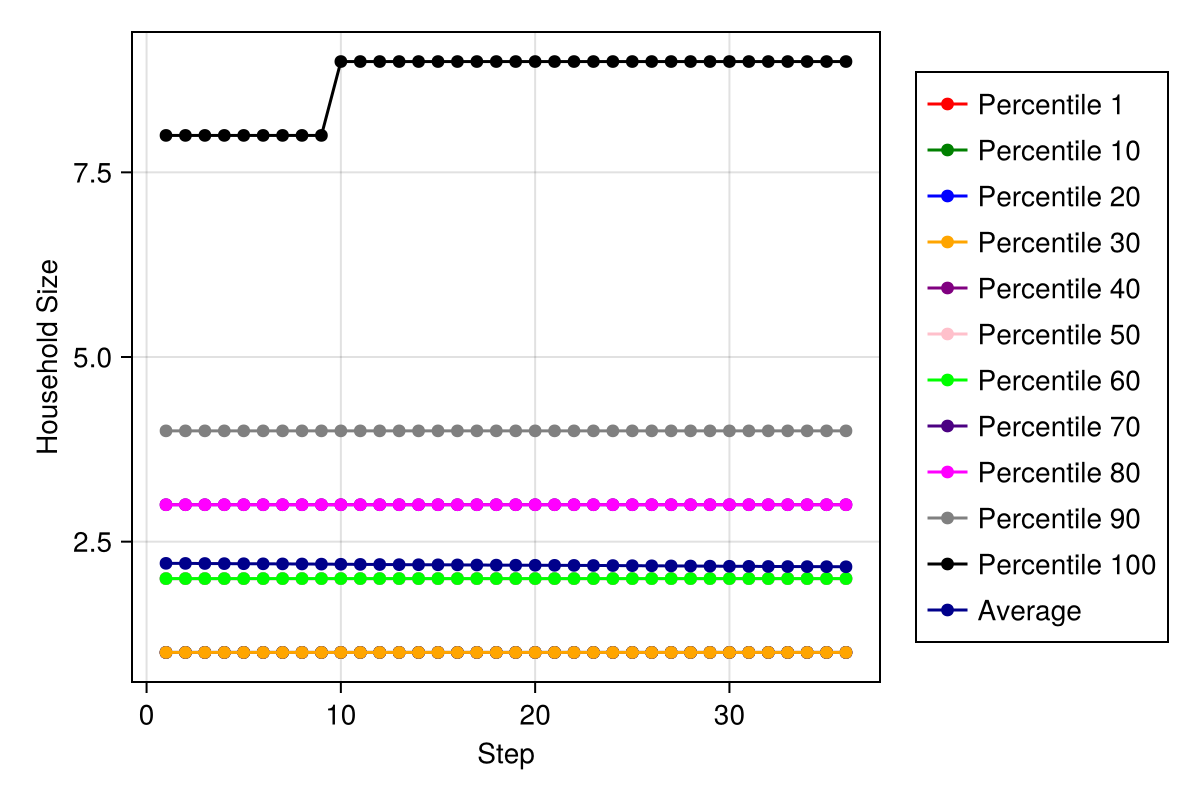 7.5
5.0
2.5
Household Size
0 10 20 30
Step
Percentile 1
Percentile 10
Percentile 20
Percentile 30
Percentile 40
Percentile 50
Percentile 60
Percentile 70
Percentile 80
Percentile 90
Percentile 100
Average